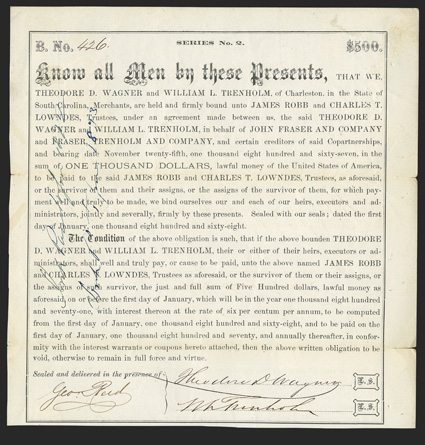 B. No. 426.
SERIES No. 2.
$500.
Know all Men by these Presents, THAT WE,
THEODORE D. WAGNER and WILLIAM L. TRENHOLM, of Charleston, in the State of
South Carolina, Merchants, are held and firmly bound unto JAMES ROBB and CHARLES T.
LOWNDES, Trustees, under an agreement made between us, the said THEODORE D.
WAGNER and WILLIAM L. TRENHOLM, in behalf of JOHN FRASER AND COMPANY
and FRASER, TRENHOLM AND COMPANY, and certain creditors of said Copartnerships,
and bearing date November twenty-fifth, one thousand eight hundred and sixty-seven, in the
sum of ONE THOUSAND DOLLARS, lawful money of the United States of America,
to be paid to the said JAMES ROBB and CHARLES T. LOWNDES, Trustees, as aforesaid,
or the survivor of them and their assigns, or the assigns of the survivor of them, for which pay-
ment well and truly to be made, we bind ourselves our and each of our heirs, executors and ad-
ministrators, jointly and severally, firmly by these presents. Sealed with our seals; dated the first
day of January, one thousand eight hundred and sixty-eight.
The Condition of the above obligation is such, that if the above bounden THEODORE
D. WAGNER and WILLIAM L. TRENHOLM, their or either of their heirs, executors or ad-
ministrators, shall well and truly pay, or cause to be paid, unto the above named JAMES ROBB
and CHARLES T. LOWNDES, Trustees as aforesaid, or the survivor of them or their assigns, or
the assigns of such survivor, the just and full sum of Five Hundred dollars, lawful money as
aforesaid, on or before the first day of January, which will be in the year one thousand eight hundred
and seventy-one, with interest thereon at the rate of six per centum per annum, to be computed
from the first day of January, one thousand eight hundred and sixty-eight, and to be paid on the
first day of January, one thousand eight hundred and seventy, and annually thereafter, in confor-
mity with the interest warrants or coupons hereto attached, then the above written obligation to be
void, otherwise to remain in full force and virtue.
Sealed and delivered in the presence of
Theodore D Wagner L.S.
Geo. Reid
W L Trenholm L.S.
1873